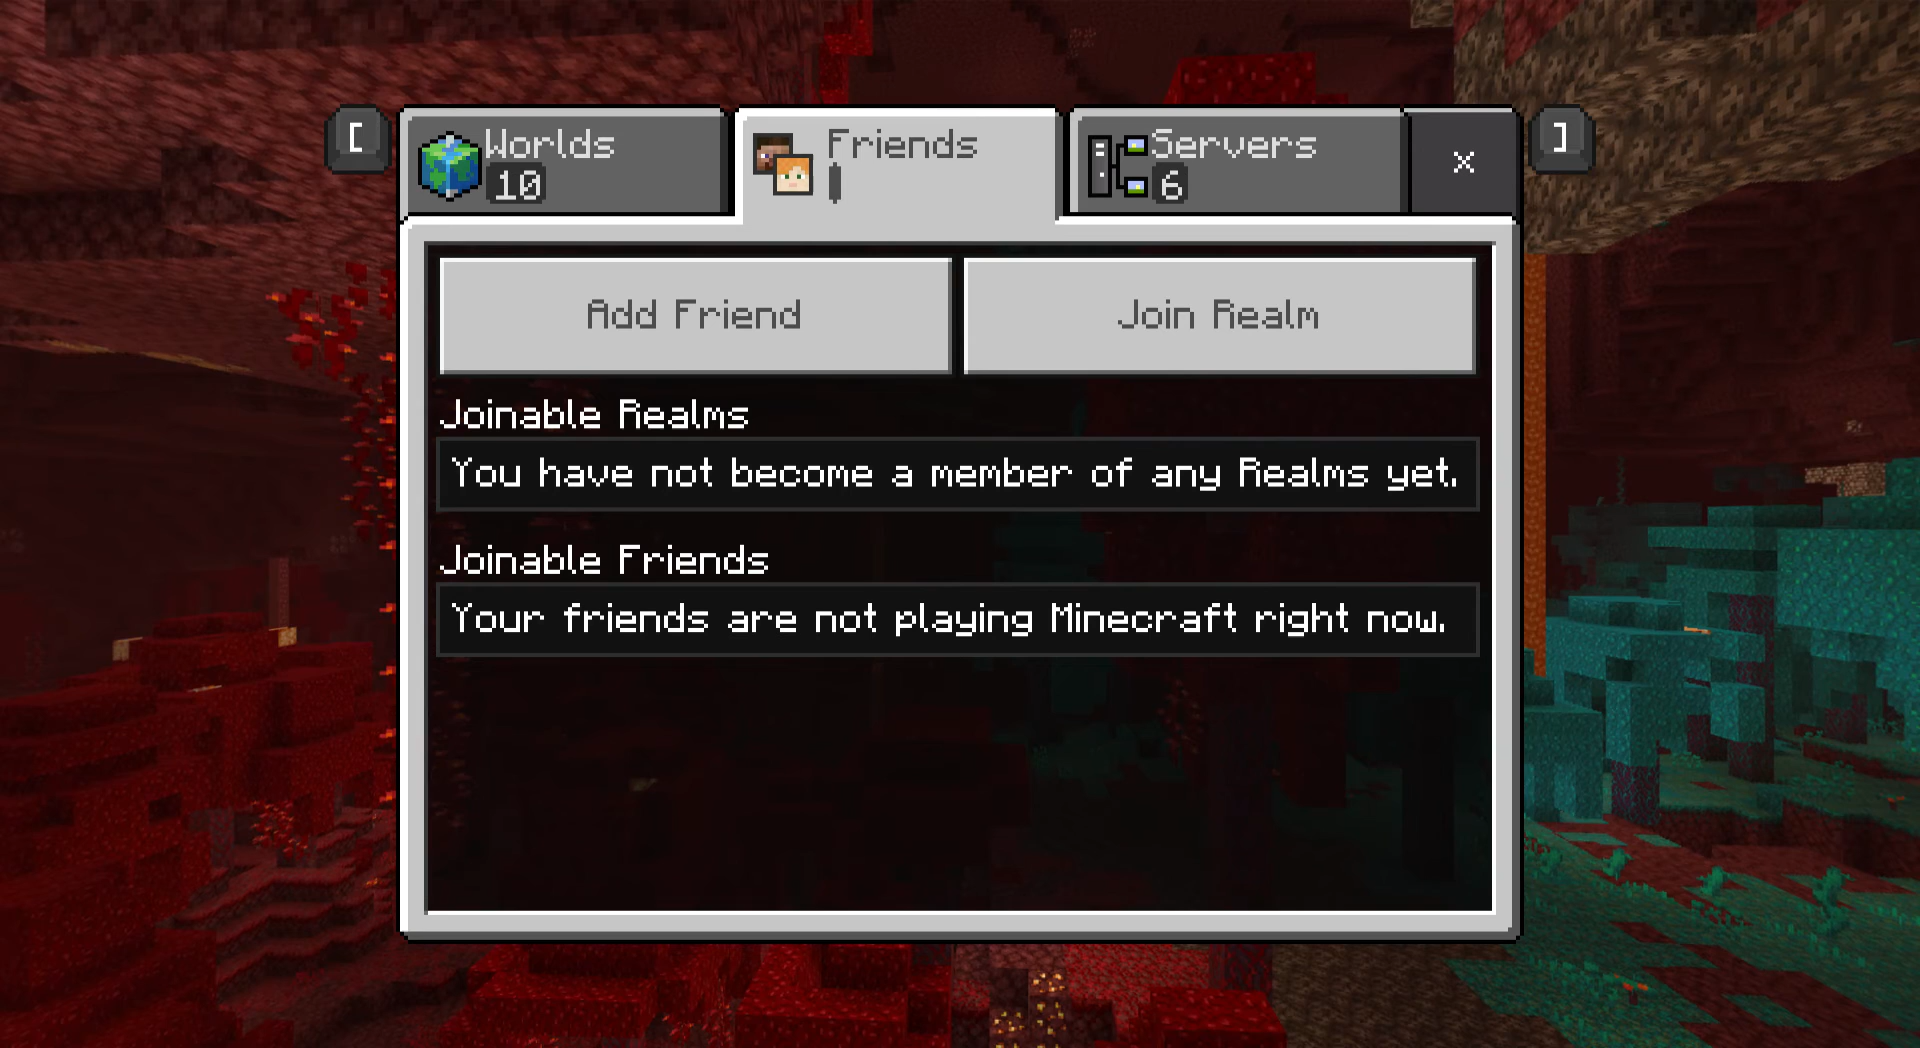 [
Worlds
10
Friends
Servers
6
x
]
Add Friend
Join Realm
Joinable Realms
You have not become a member of any Realms yet.
Joinable Friends
Your friends are not playing Minecraft right now.